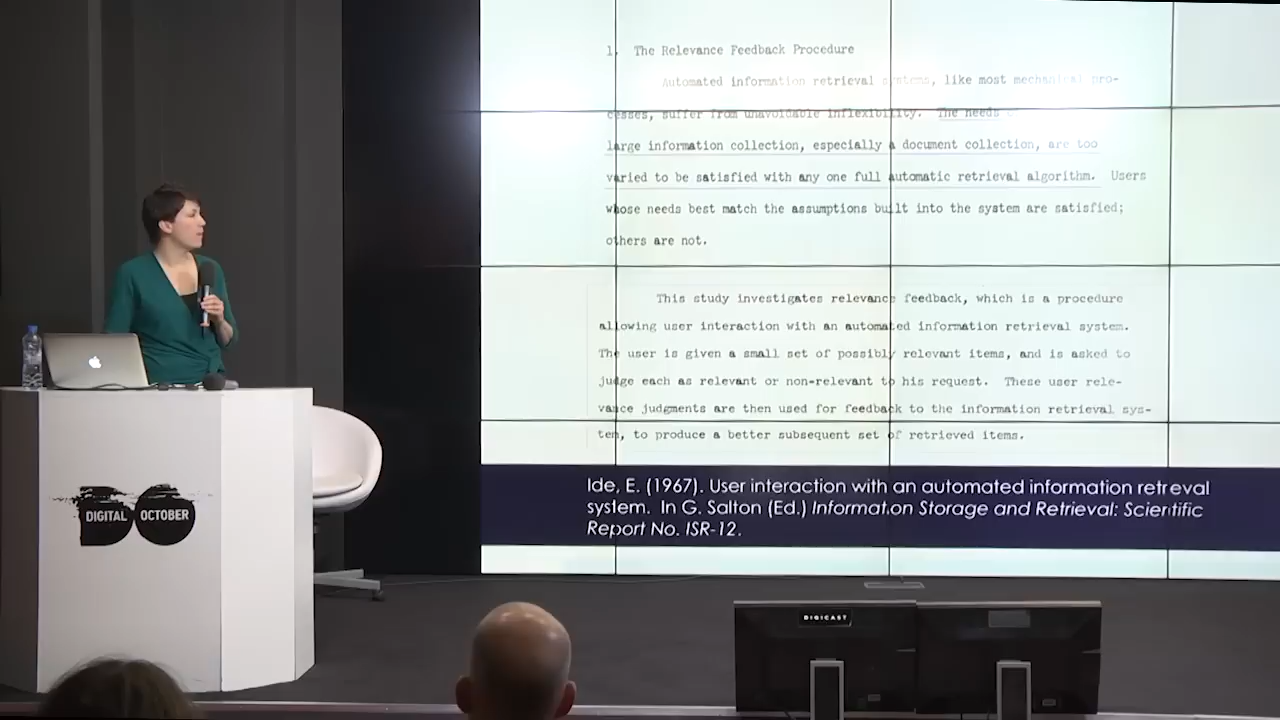 1. The Relevance Feedback Procedure
Automated information retrieval systems, like most mechanical pro-
cesses, suffer from unavoidable inflexibility. The needs
large information collection, especially a document collection, are too
varied to be satisfied with any one full automatic retrieval algorithm. Users
whose needs best match the assumptions built into the system are satisfied;
others are not.
This study investigates relevance feedback, which is a procedure
allowing user interaction with an automated information retrieval system.
The user is given a small set of possibly relevant items, and is asked to
judge each as relevant or non-relevant to his request. These user rele-
vance judgments are then used for feedback to the information retrieval sys-
tem, to produce a better subsequent set of retrieved items.
Ide, E. (1967). User interaction with an automated information retrieval
system. In G. Salton (Ed.) Information Storage and Retrieval: Scientific
Report No. ISR-12.
DIGITAL OCTOBER
DIGICAST